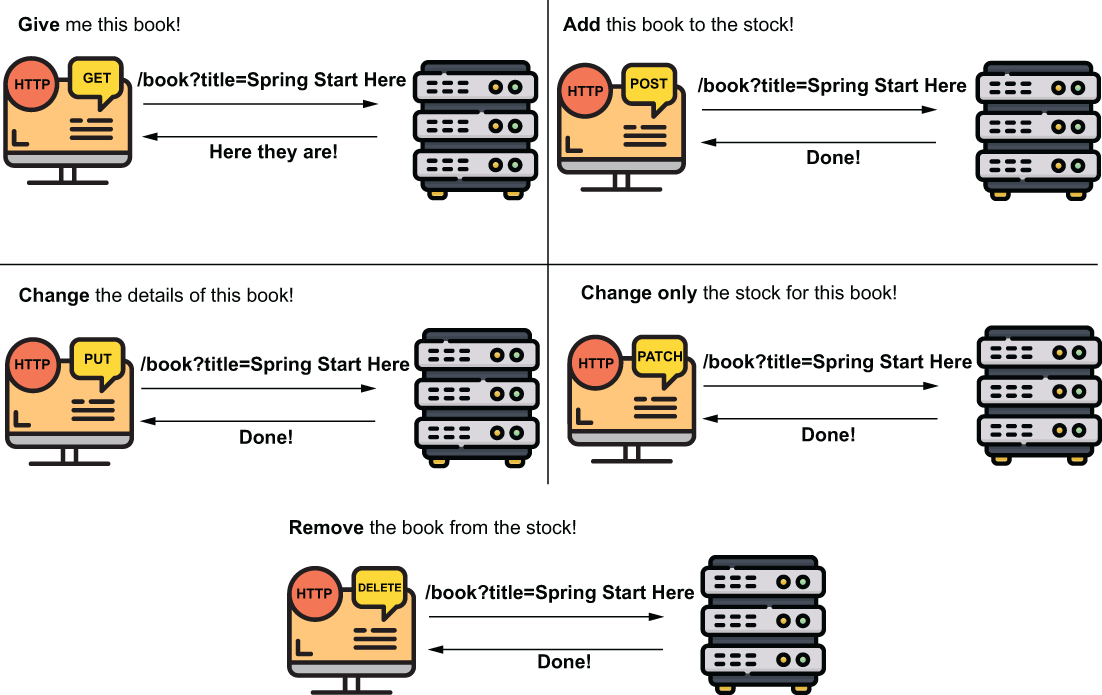 Give me this book!
HTTP
GET
/book?title=Spring Start Here
Here they are!
Add this book to the stock!
HTTP
POST
/book?title=Spring Start Here
Done!
Change the details of this book!
HTTP
PUT
/book?title=Spring Start Here
Done!
Change only the stock for this book!
HTTP
PATCH
/book?title=Spring Start Here
Done!
Remove the book from the stock!
HTTP
DELETE
/book?title=Spring Start Here
Done!